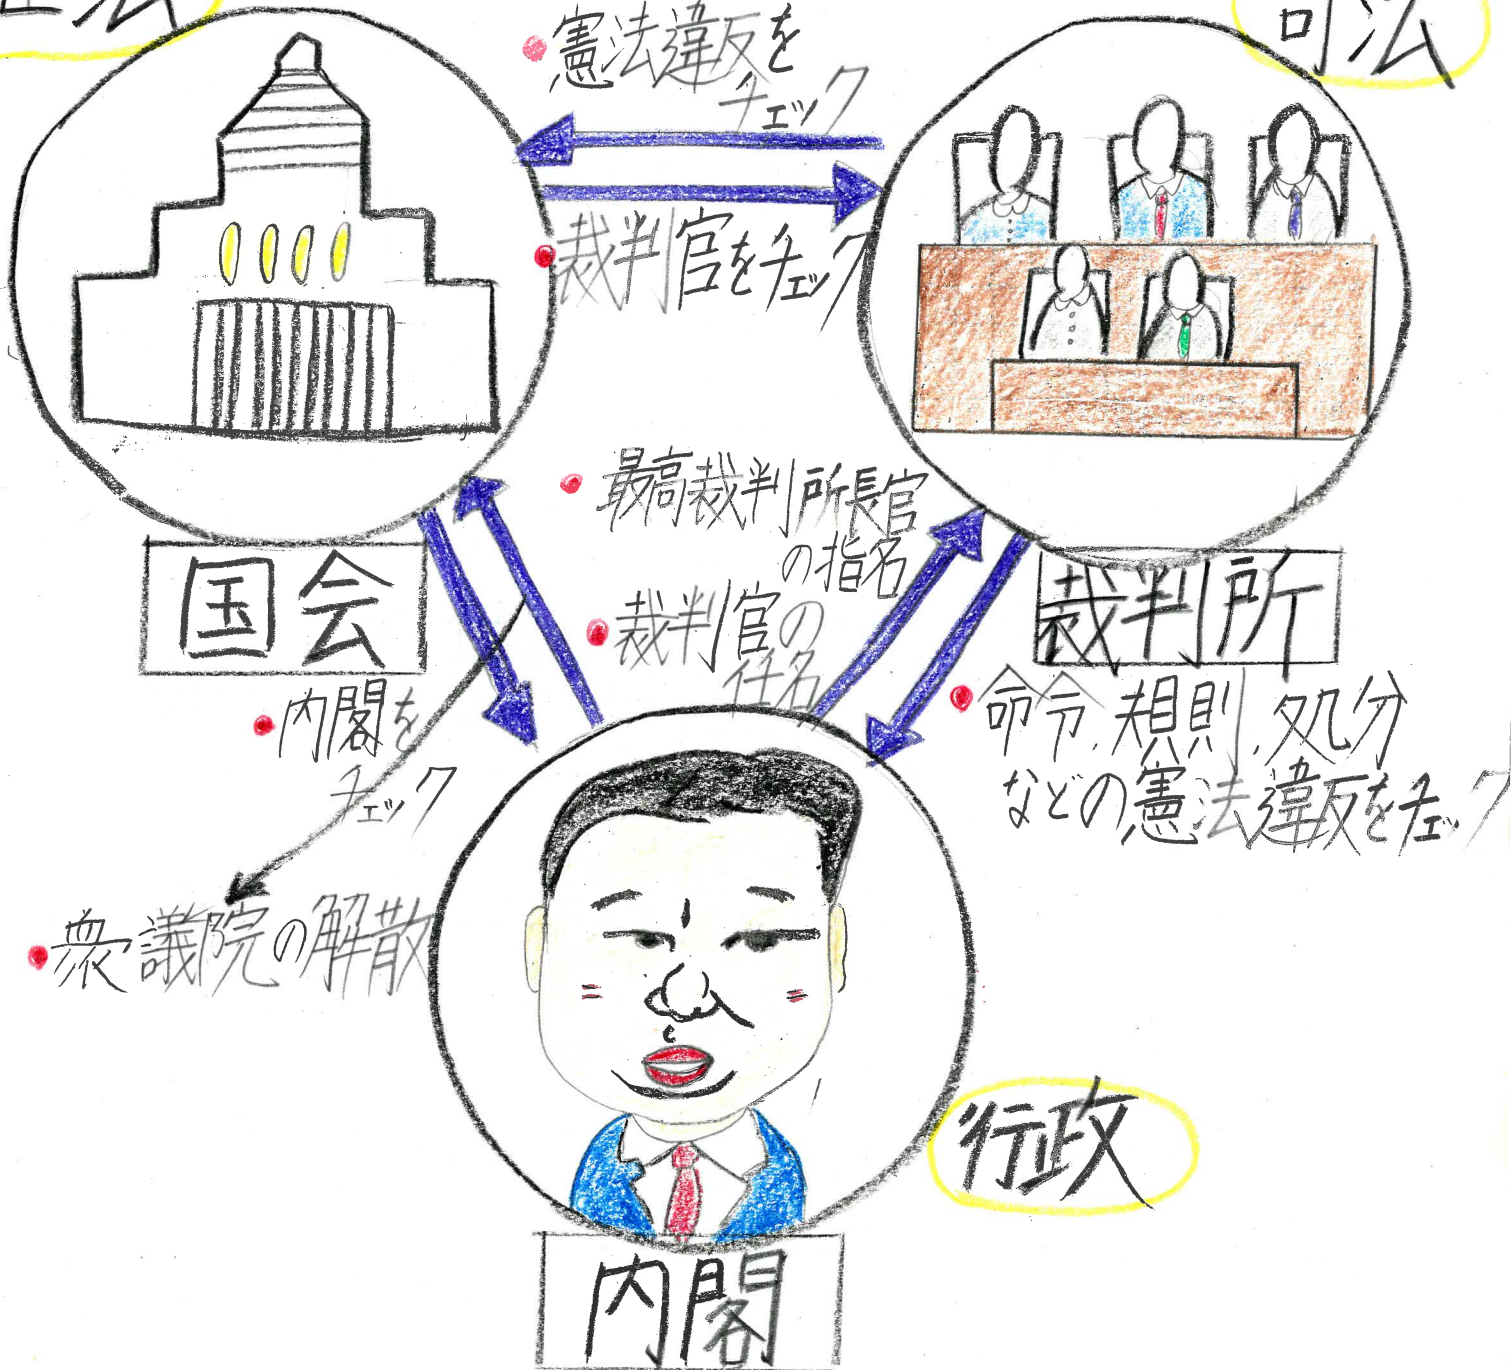 立法
司法
・憲法違反を
チェック
・裁判官をチェック
・最高裁判所長官
の指名
国会
裁判所
・裁判官の
任名
・内閣を
チェック
・命令、規則、処分
などの憲法違反をチェック
・衆議院の解散
行政
内閣